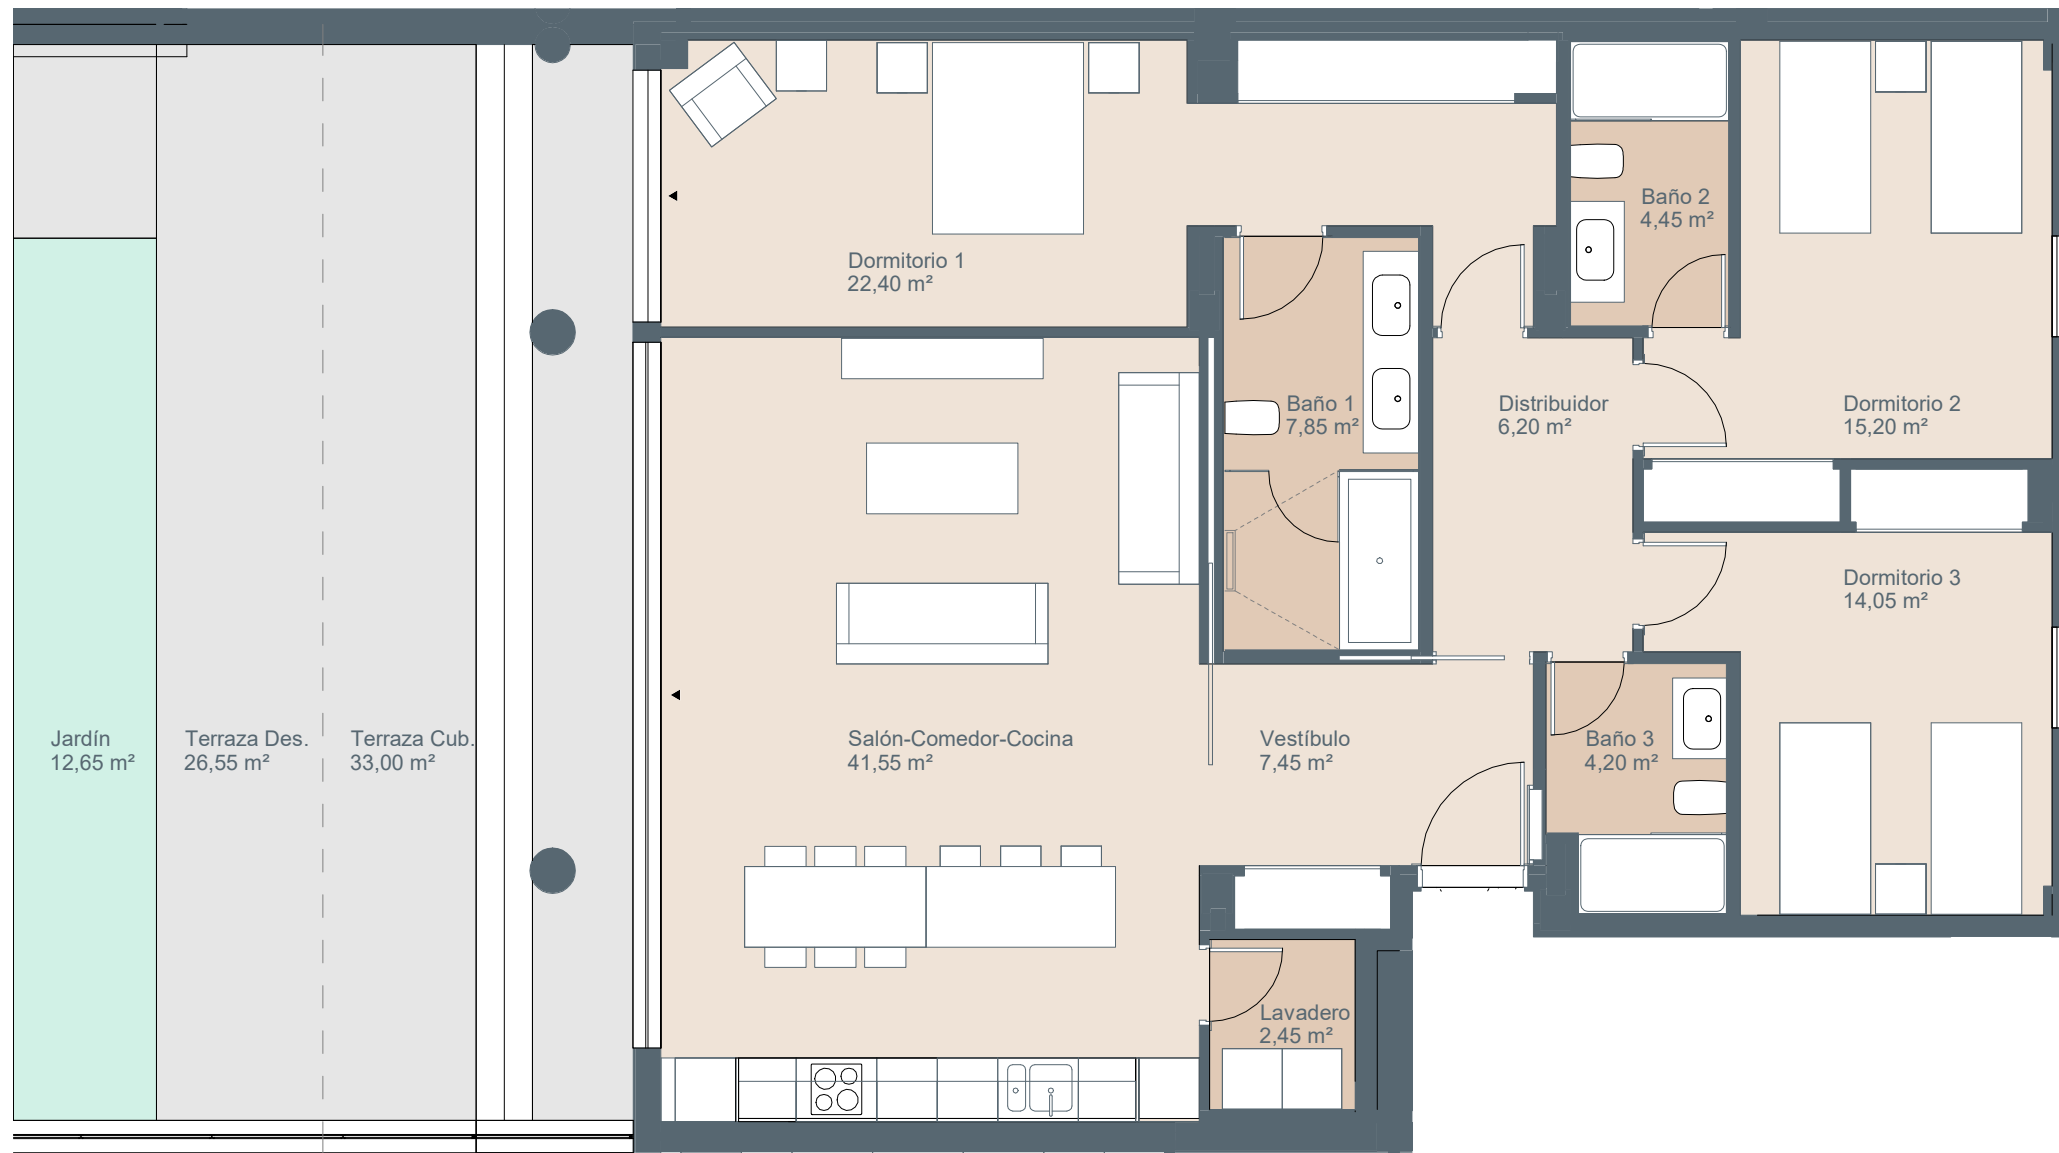 Baño 2
4,45 m²
Dormitorio 1
22,40 m²
Baño 1
7,85 m²
Distribuidor
6,20 m²
Dormitorio 2
15,20 m²
Dormitorio 3
14,05 m²
Jardín
12,65 m²
Terraza Des.
26,55 m²
Terraza Cub.
33,00 m²
Salón-Comedor-Cocina
41,55 m²
Vestíbulo
7,45 m²
Baño 3
4,20 m²
Lavadero
2,45 m²